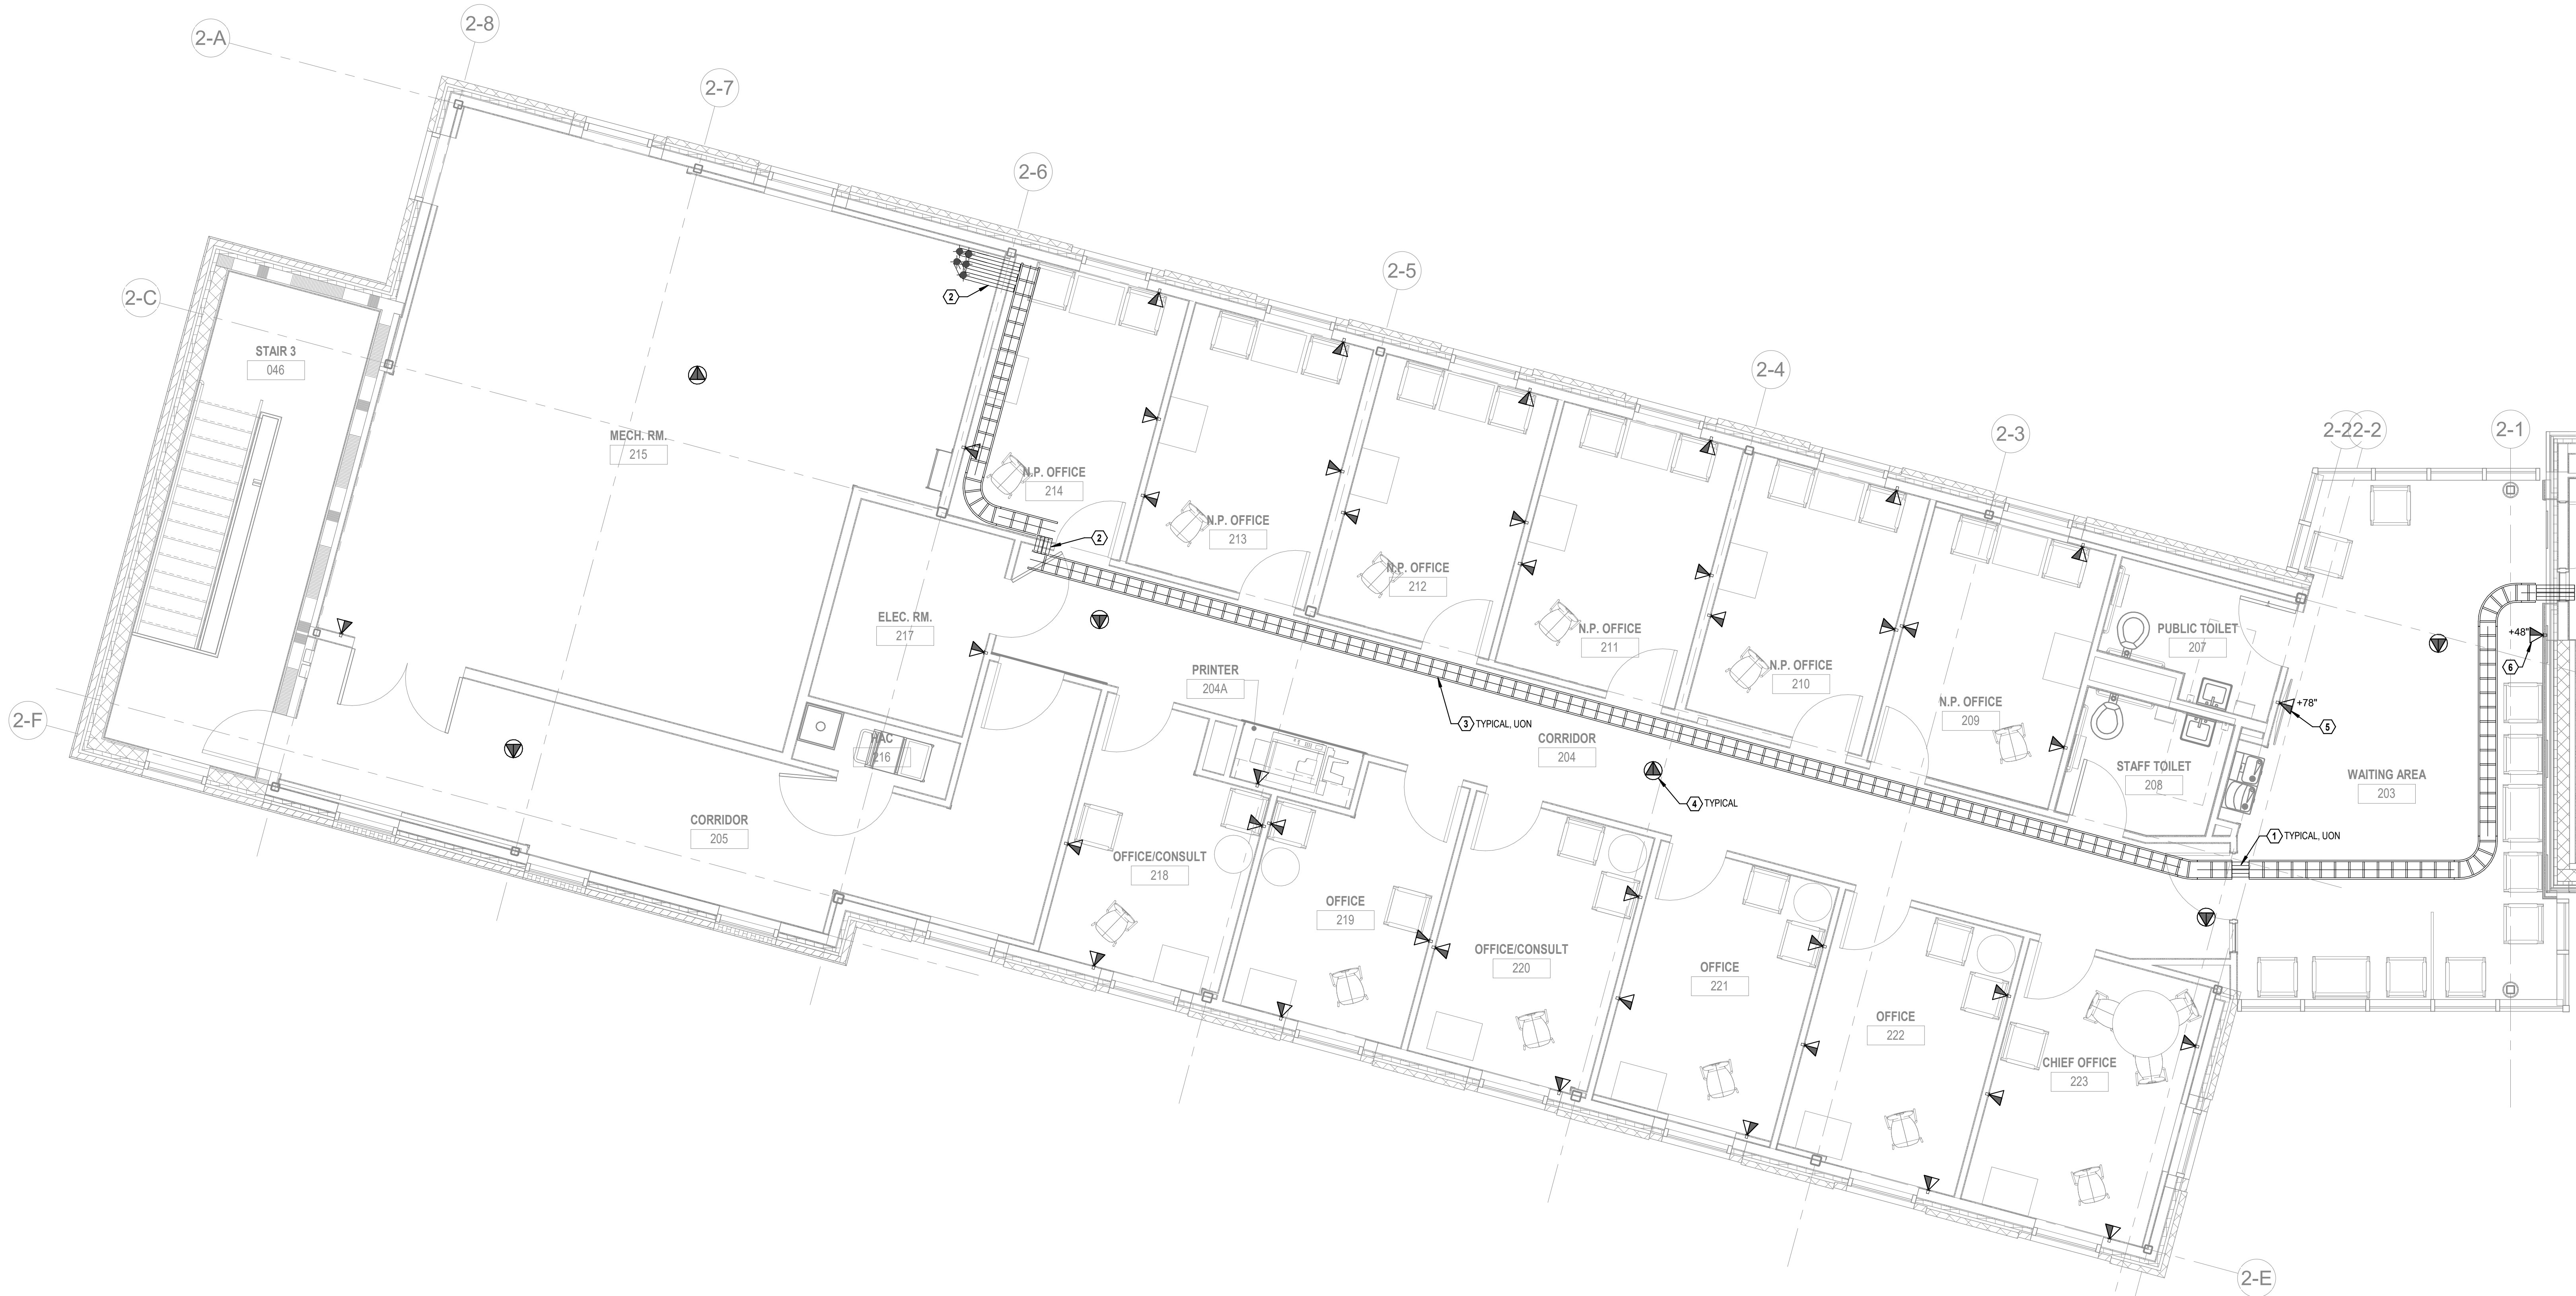 2-8
2-A
2-7
2-6
2-5
2-C
2
STAIR 3
046
2-4
2-3
2-2
2-2
2-1
MECH. RM.
215
N.P. OFFICE
214
N.P. OFFICE
213
2
N.P. OFFICE
212
ELEC. RM.
217
N.P. OFFICE
211
PUBLIC TOILET
207
+48"
6
PRINTER
204A
N.P. OFFICE
210
N.P. OFFICE
209
+78"
5
2-F
3 TYPICAL, UON
HAC
216
CORRIDOR
204
STAFF TOILET
208
WAITING AREA
203
4 TYPICAL
CORRIDOR
205
1 TYPICAL, UON
OFFICE/CONSULT
218
OFFICE
219
OFFICE/CONSULT
220
OFFICE
221
OFFICE
222
CHIEF OFFICE
223
2-E